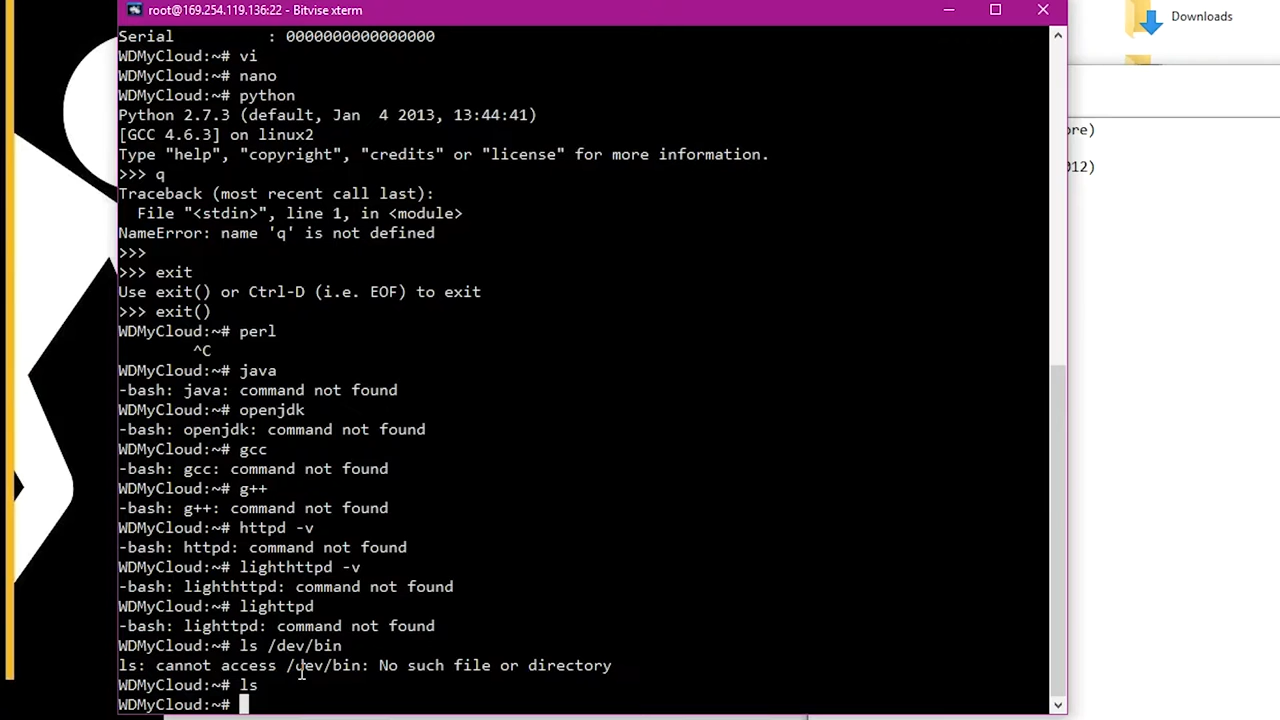 root@169.254.119.136:22 - Bitvise xterm
Downloads
Serial : 0000000000000000
WDMyCloud:~# vi
WDMyCloud:~# nano
WDMyCloud:~# python
Python 2.7.3 (default, Jan  4 2013, 13:44:41)
[GCC 4.6.3] on linux2
Type "help", "copyright", "credits" or "license" for more information.
>>> q
Traceback (most recent call last):
  File "<stdin>", line 1, in <module>
NameError: name 'q' is not defined
>>>
>>> exit
Use exit() or Ctrl-D (i.e. EOF) to exit
>>> exit()
WDMyCloud:~# perl
^C
WDMyCloud:~# java
-bash: java: command not found
WDMyCloud:~# openjdk
-bash: openjdk: command not found
WDMyCloud:~# gcc
-bash: gcc: command not found
WDMyCloud:~# g++
-bash: g++: command not found
WDMyCloud:~# httpd -v
-bash: httpd: command not found
WDMyCloud:~# lighthttpd -v
-bash: lighthttpd: command not found
WDMyCloud:~# lighttpd
-bash: lighttpd: command not found
WDMyCloud:~# ls /dev/bin
ls: cannot access /dev/bin: No such file or directory
WDMyCloud:~# ls
WDMyCloud:~#
ore)
012)